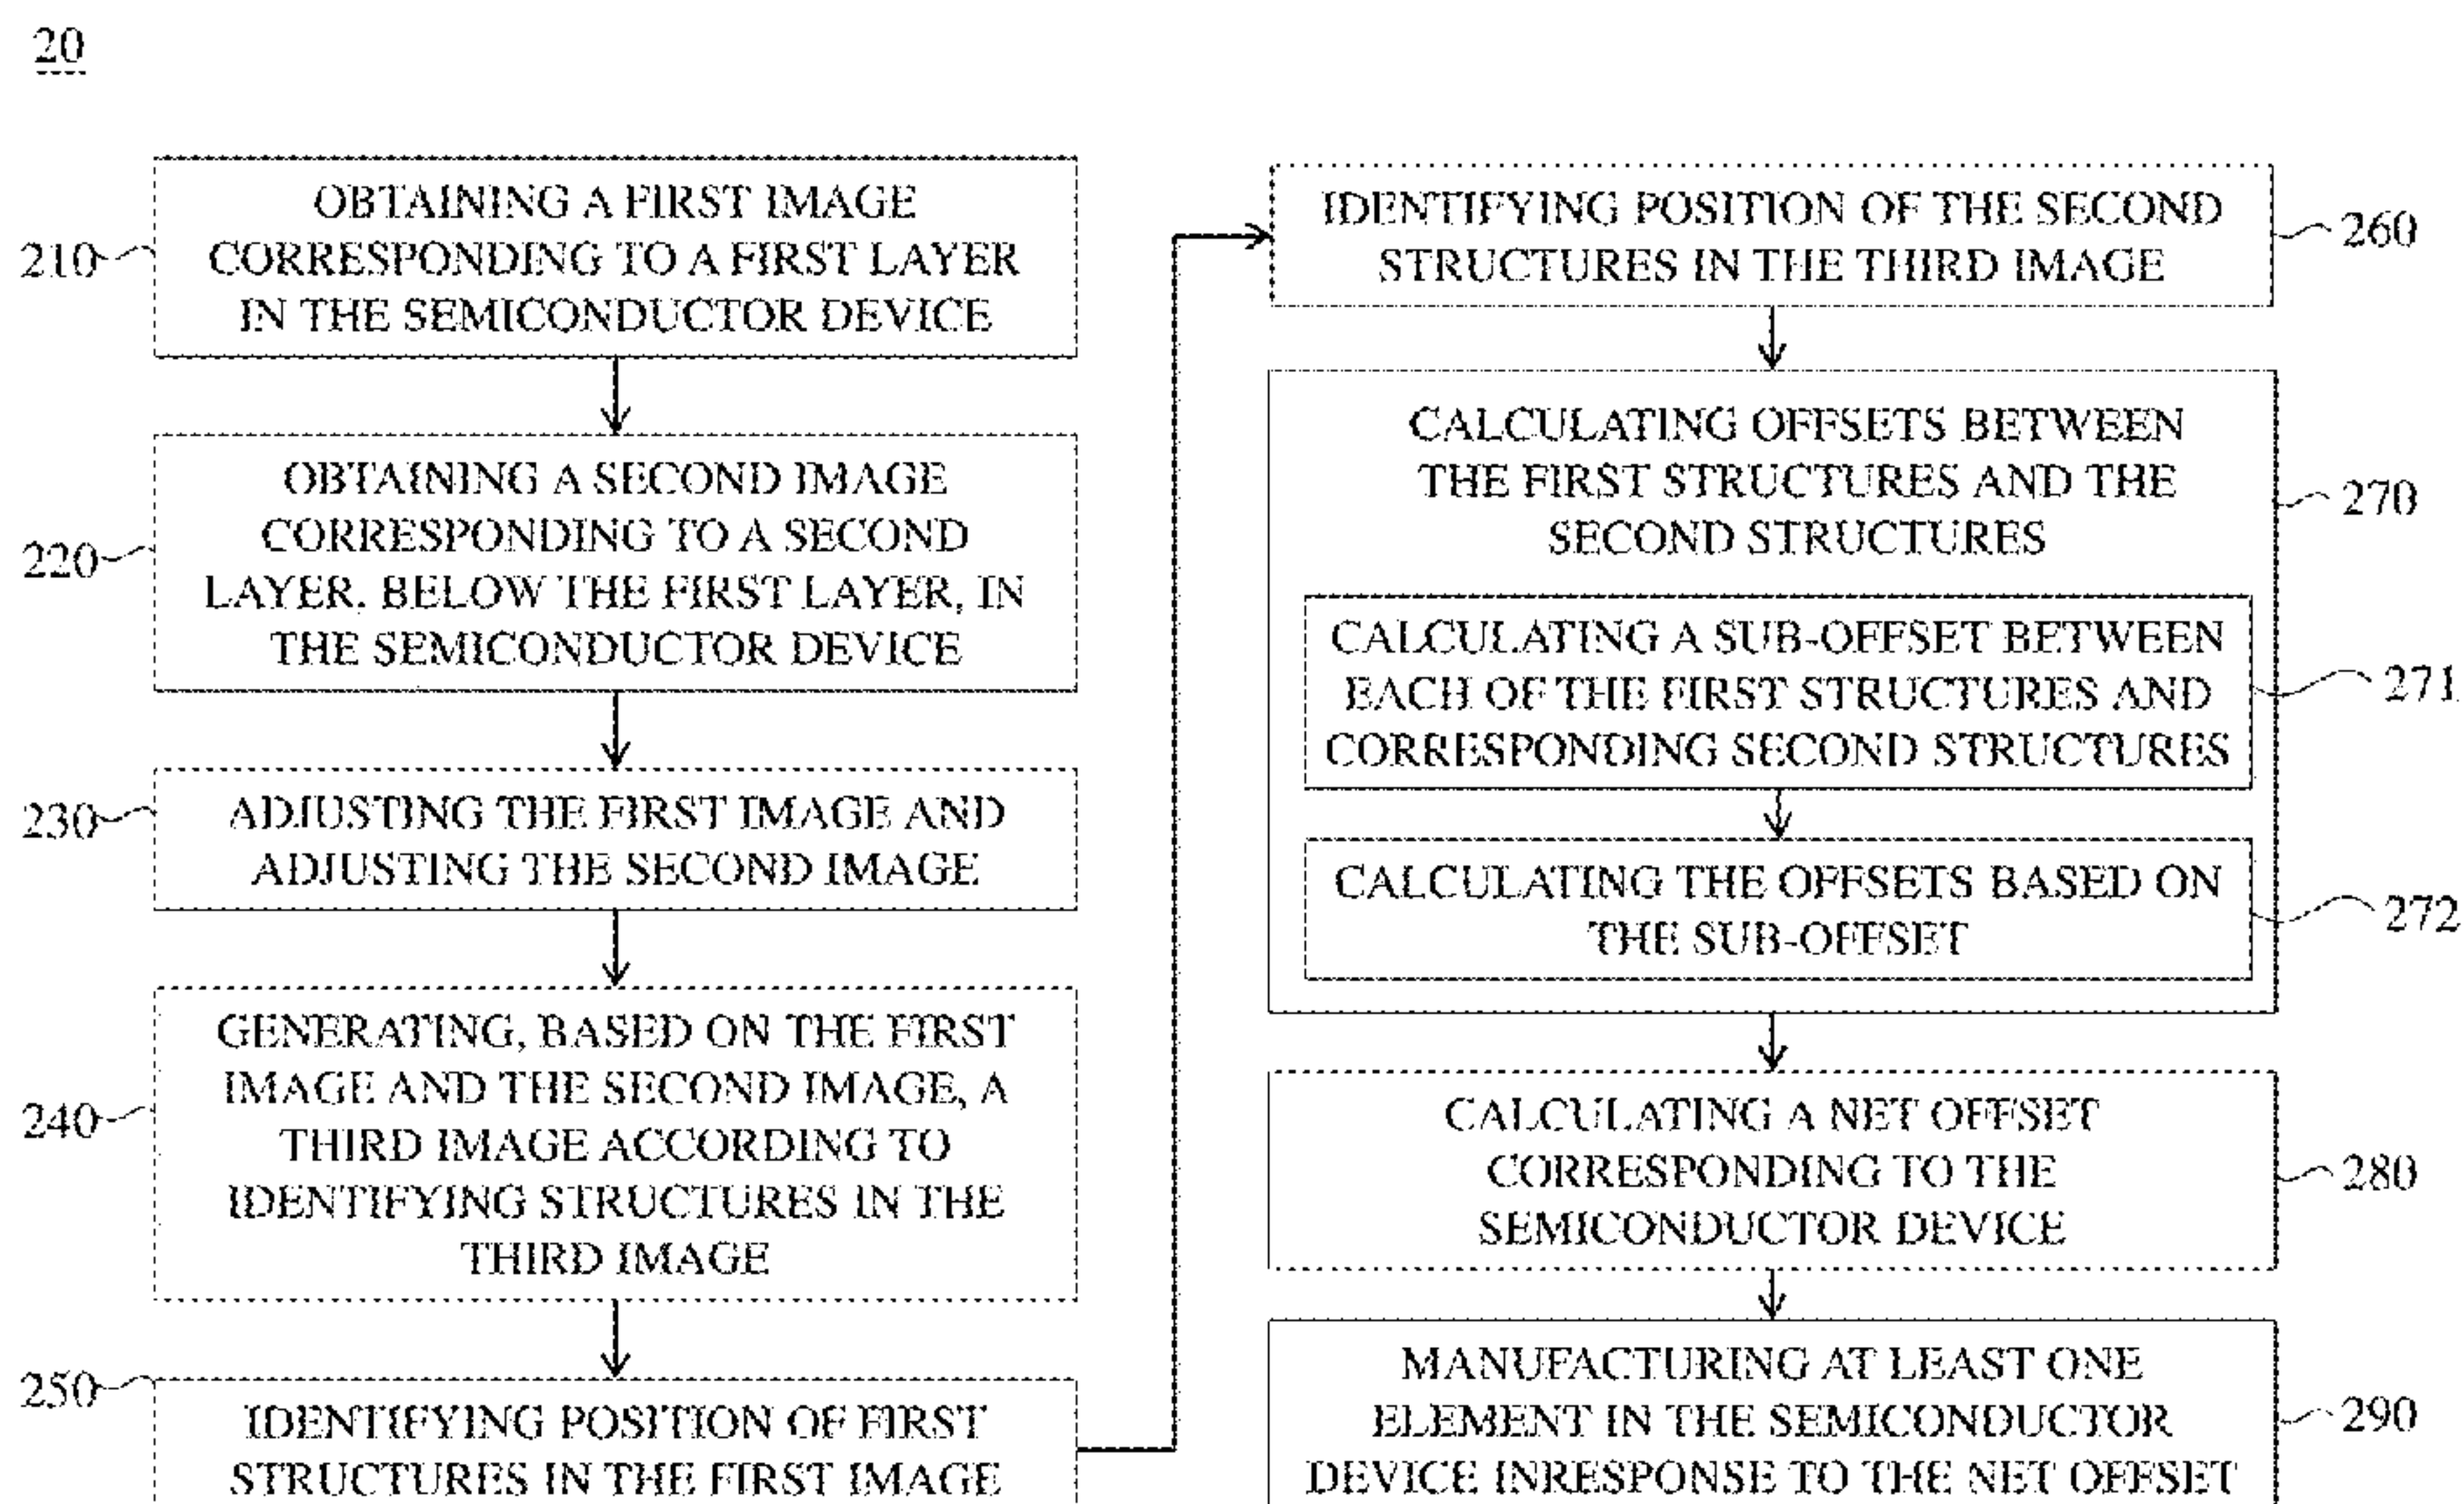 20
210
OBTAINING A FIRST IMAGE
CORRESPONDING TO A FIRST LAYER
IN THE SEMICONDUCTOR DEVICE
220
OBTAINING A SECOND IMAGE
CORRESPONDING TO A SECOND
LAYER, BELOW THE FIRST LAYER, IN
THE SEMICONDUCTOR DEVICE
230
ADJUSTING THE FIRST IMAGE AND
ADJUSTING THE SECOND IMAGE
240
GENERATING, BASED ON THE FIRST
IMAGE AND THE SECOND IMAGE, A
THIRD IMAGE ACCORDING TO
IDENTIFYING STRUCTURES IN THE
THIRD IMAGE
250
IDENTIFYING POSITION OF FIRST
STRUCTURES IN THE FIRST IMAGE
IDENTIFYING POSITION OF THE SECOND
STRUCTURES IN THE THIRD IMAGE
260
CALCULATING OFFSETS BETWEEN
THE FIRST STRUCTURES AND THE
SECOND STRUCTURES
270
CALCULATING A SUB-OFFSET BETWEEN
EACH OF THE FIRST STRUCTURES AND
CORRESPONDING SECOND STRUCTURES
271
CALCULATING THE OFFSETS BASED ON
THE SUB-OFFSET
272
CALCULATING A NET OFFSET
CORRESPONDING TO THE
SEMICONDUCTOR DEVICE
280
MANUFACTURING AT LEAST ONE
ELEMENT IN THE SEMICONDUCTOR
DEVICE INRESPONSE TO THE NET OFFSET
290